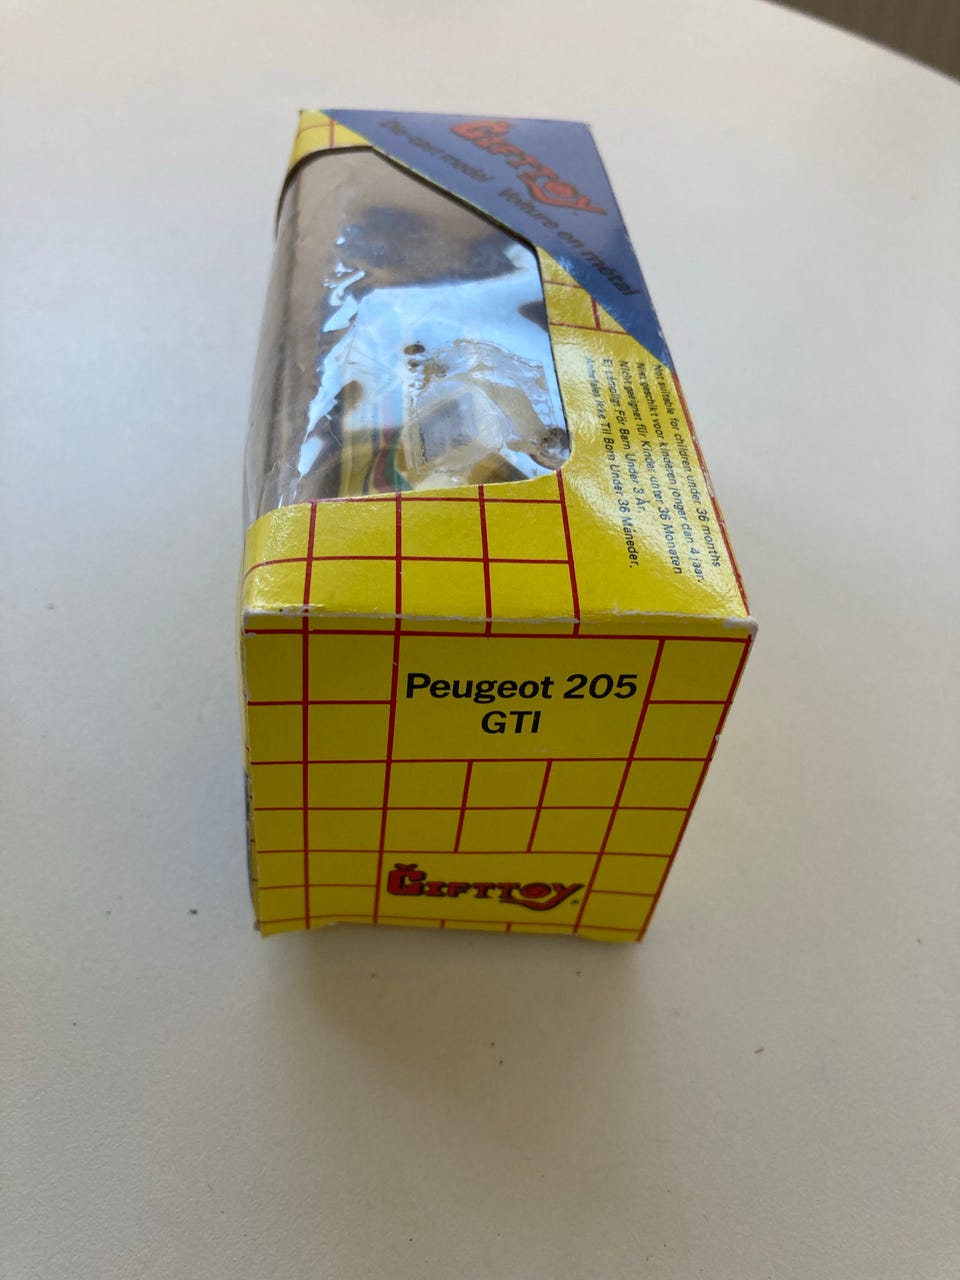 GIFTTOY
Die-cast model Voiture en métal
Not suitable for children under 36 months
Niet geschikt voor kinderen jonger dan 4 jaar.
Nicht geeignet für Kinder unter 36 Monaten
Ej Lämpligt För Barn Under 3 År.
Anbefales Ikke Til Born Under 36 Måneder.
Peugeot 205
GTI
GIFTTOY